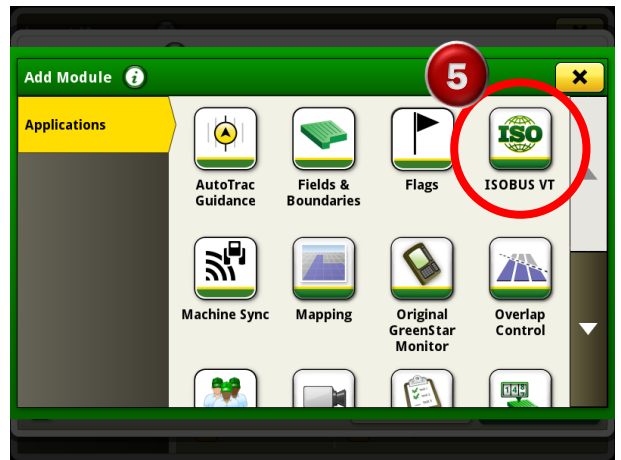 Add Module i
5
Applications
ISO
AutoTrac
Guidance
Fields &
Boundaries
Flags
ISOBUS VT
Machine Sync
Mapping
Original
GreenStar
Monitor
Overlap
Control